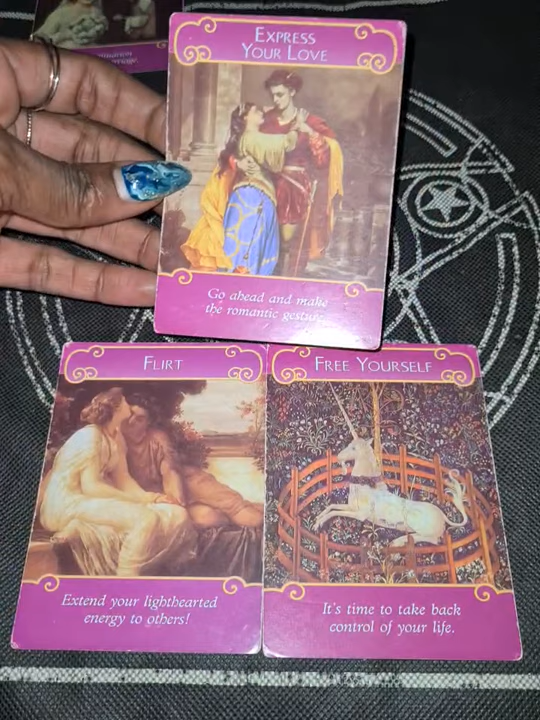 EXPRESS
YOUR LOVE
Go ahead and make
the romantic gesture.
FLIRT
Extend your lighthearted
energy to others!
FREE YOURSELF
It's time to take back
control of your life.